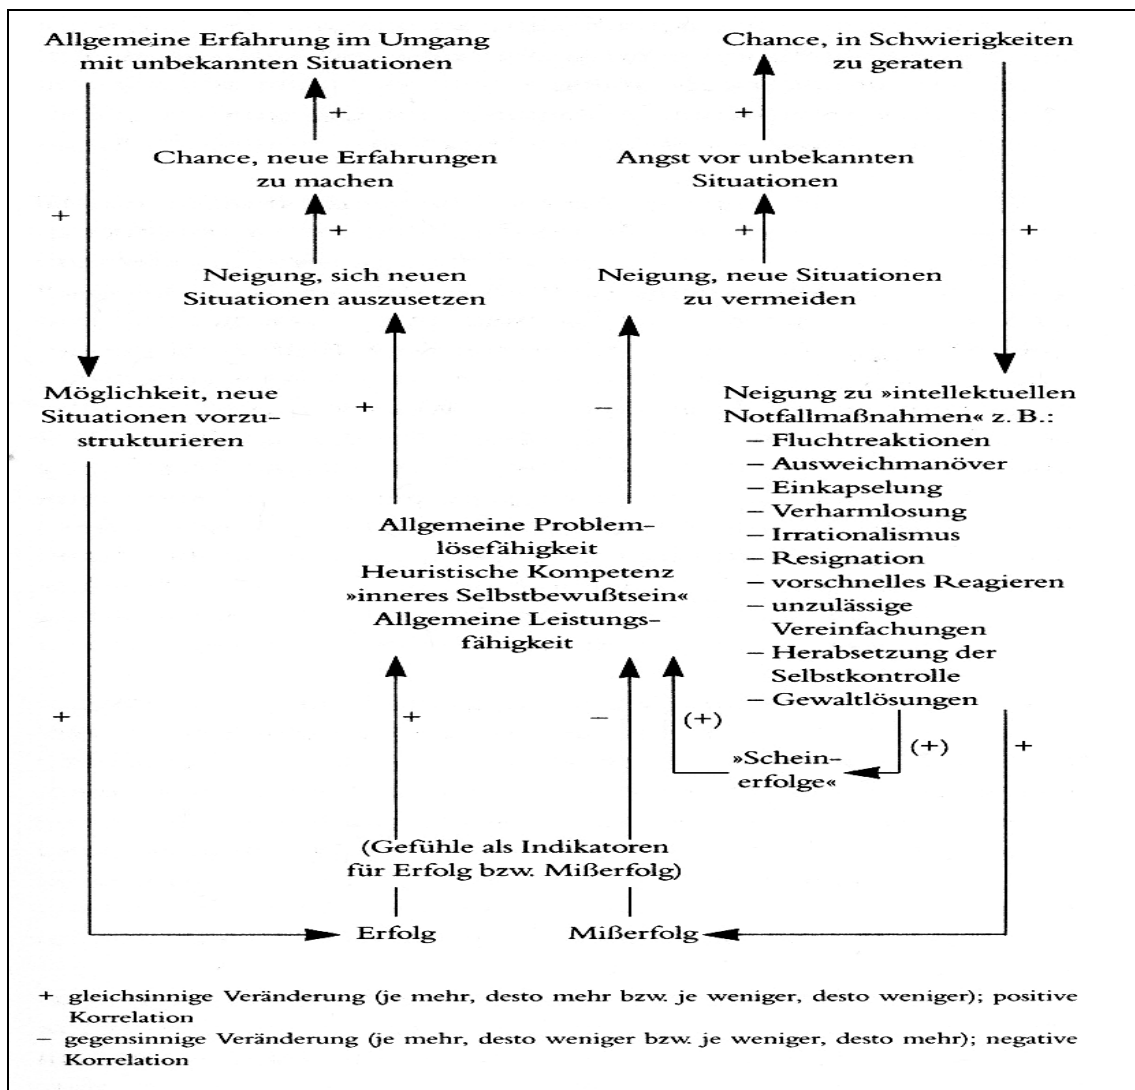 Allgemeine Erfahrung im Umgang
mit unbekannten Situationen
Chance, in Schwierigkeiten
zu geraten
+
+
Chance, neue Erfahrungen
zu machen
Angst vor unbekannten
Situationen
+
+
+
+
Neigung, sich neuen
Situationen auszusetzen
Neigung, neue Situationen
zu vermeiden
Möglichkeit, neue
Situationen vorzu-
strukturieren
+
–
Neigung zu »intellektuellen
Notfallmaßnahmen« z. B.:
– Fluchtreaktionen
– Ausweichmanöver
– Einkapselung
– Verharmlosung
– Irrationalismus
– Resignation
– vorschnelles Reagieren
– unzulässige
Vereinfachungen
– Herabsetzung der
Selbstkontrolle
– Gewaltlösungen
Allgemeine Problem-
lösefähigkeit
Heuristische Kompetenz
»inneres Selbstbewußtsein«
Allgemeine Leistungs-
fähigkeit
+
+
–
(+)
(+)
+
»Schein-
erfolge«
(Gefühle als Indikatoren
für Erfolg bzw. Mißerfolg)
Erfolg
Mißerfolg
+ gleichsinnige Veränderung (je mehr, desto mehr bzw. je weniger, desto weniger); positive
Korrelation
– gegensinnige Veränderung (je mehr, desto weniger bzw. je weniger, desto mehr); negative
Korrelation